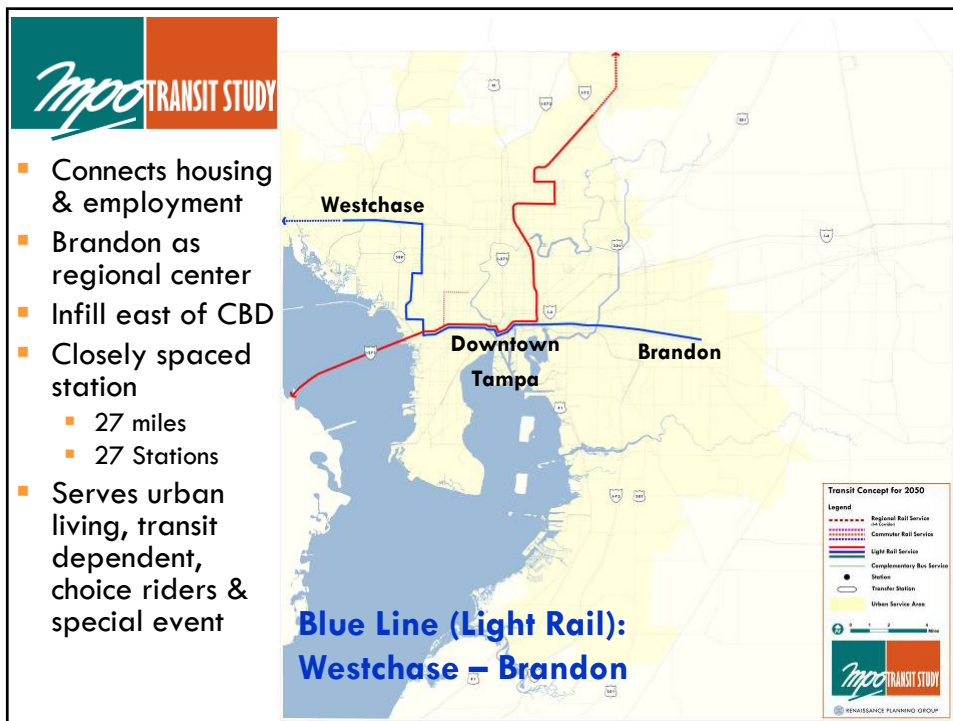 mpo TRANSIT STUDY
Connects housing
& employment
Brandon as
regional center
Infill east of CBD
Closely spaced
station
27 miles
27 Stations
Serves urban
living, transit
dependent,
choice riders &
special event
Westchase
Downtown
Tampa
Brandon
Blue Line (Light Rail):
Westchase – Brandon
Transit Concept for 2050
Legend
Regional Rail Service
(I-4 Corridor)
Commuter Rail Service
Light Rail Service
Complementary Bus Service
Station
Transfer Station
Urban Service Area
mpo TRANSIT STUDY
RENAISSANCE PLANNING GROUP